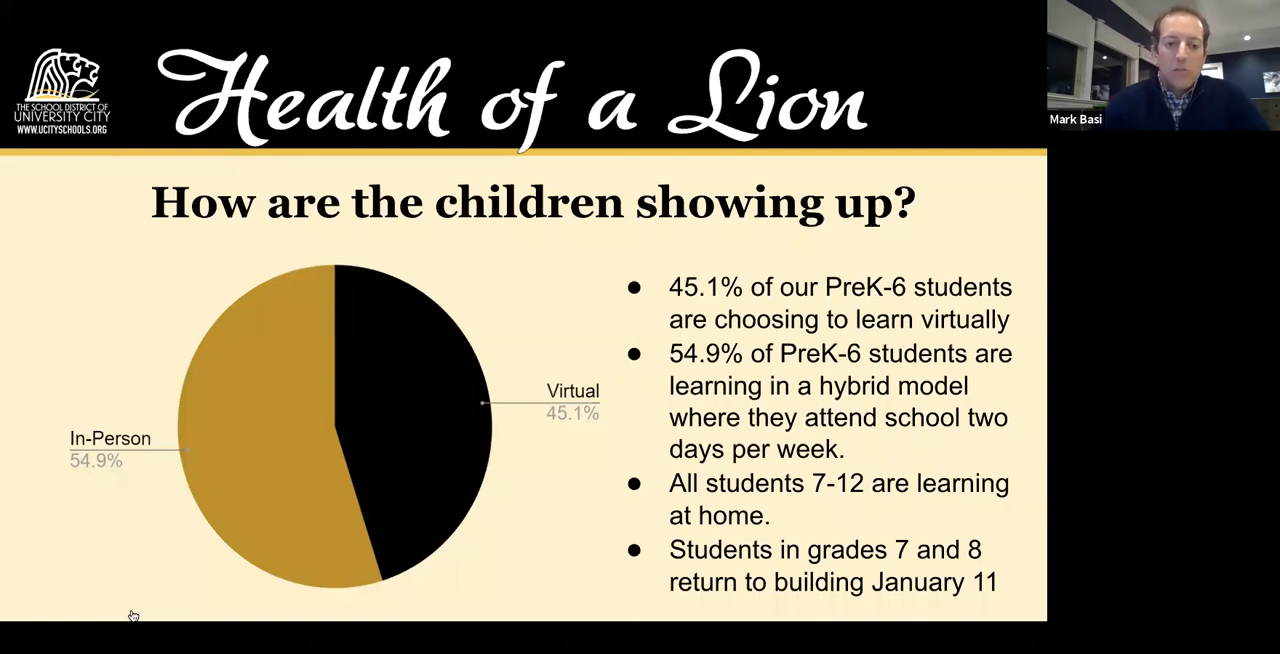 Health of a Lion
THE SCHOOL DISTRICT OF
UNIVERSITY CITY
WWW.UCITYSCHOOLS.ORG
Mark Basi
How are the children showing up?
In-Person
54.9%
Virtual
45.1%
● 45.1% of our PreK-6 students
are choosing to learn virtually
● 54.9% of PreK-6 students are
learning in a hybrid model
where they attend school two
days per week.
● All students 7-12 are learning
at home.
● Students in grades 7 and 8
return to building January 11